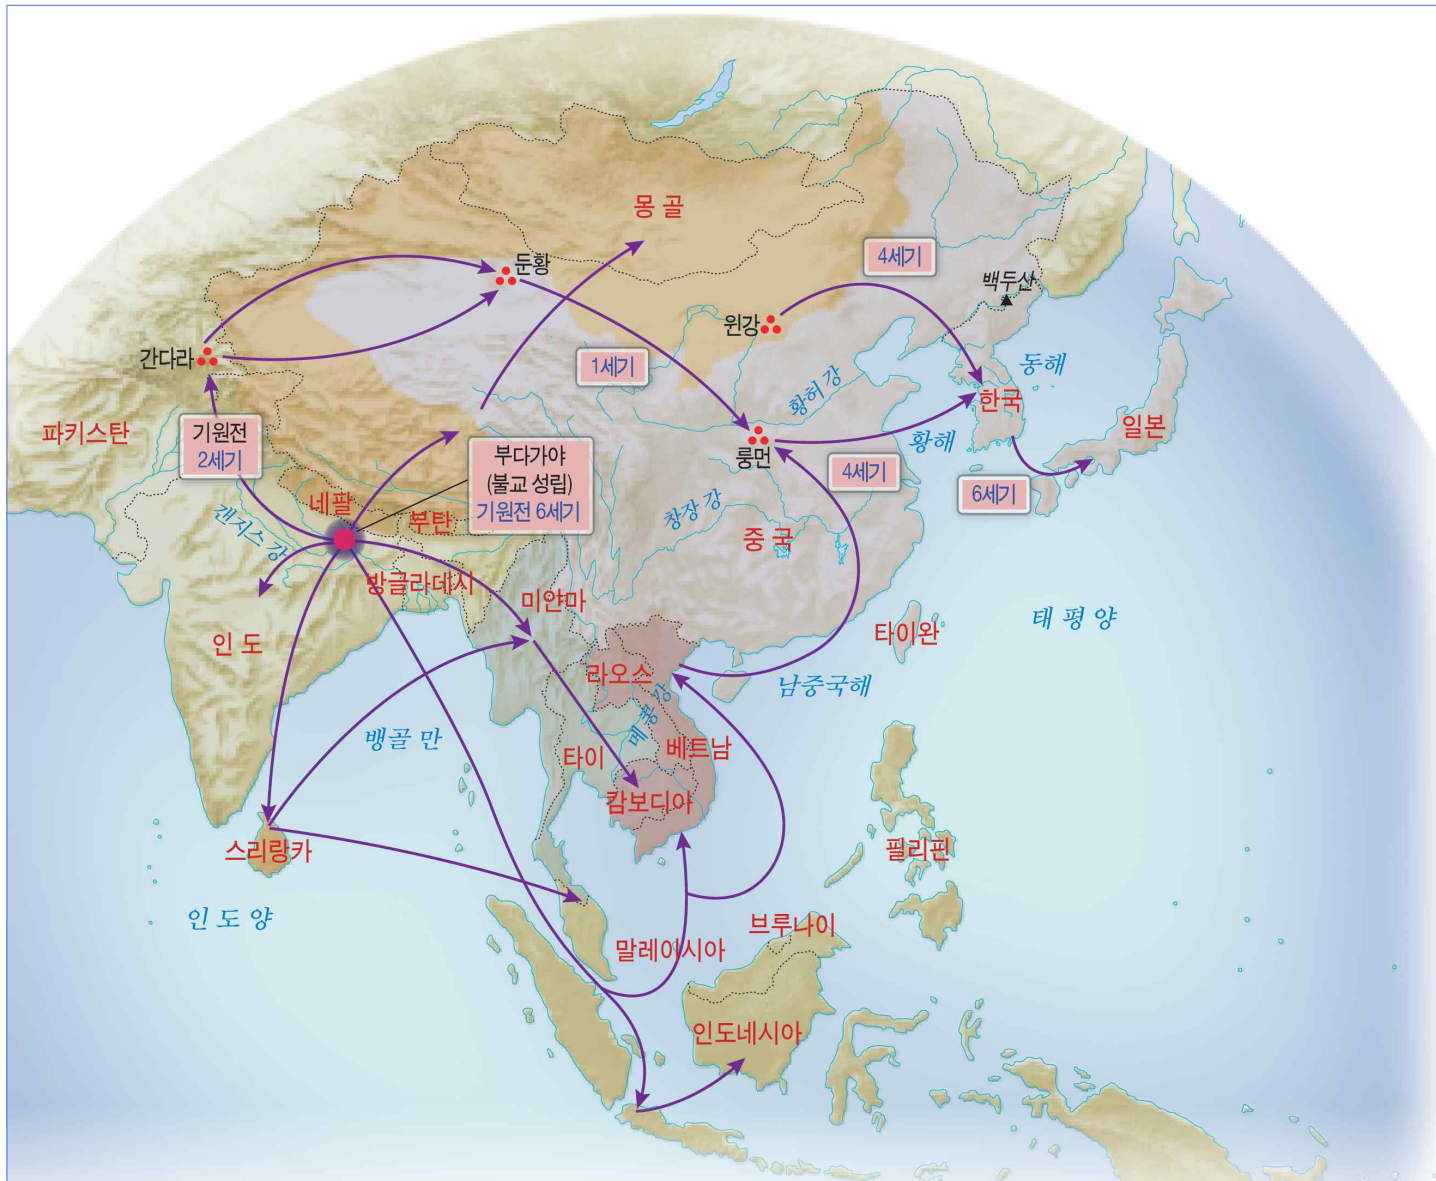 몽 골
4세기
둔황
백두산
윈강
간다라
1세기
동해
황허 강
한국
파키스탄
기원전
2세기
일본
황해
룽먼
부다가야
(불교 성립)
기원전 6세기
4세기
6세기
네팔
부탄
갠지스 강
창장 강
중 국
방글라데시
미얀마
태 평 양
타이완
인 도
라오스
남중국해
메콩 강
뱅골 만
타이
베트남
캄보디아
스리랑카
필리핀
인 도 양
브루나이
말레이시아
인도네시아